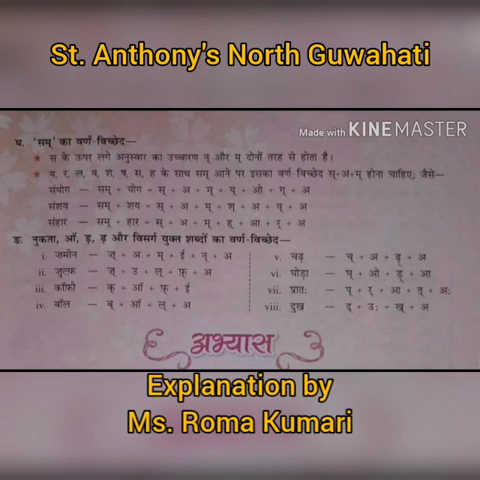 St. Anthony's North Guwahati
Made with KINEMASTER
घ. 'सम्' का वर्ण-विच्छेद—
★ स के ऊपर लगे अनुस्वार का उच्चारण न् और म् दोनों तरह से होता है।
★ य, र, ल, व, श, ष, स, ह के साथ सम् आने पर इसका वर्ण-विच्छेद स्+अ+म् होना चाहिए; जैसे—
संयोग — सम् + योग = स् + अ + म् + य् + ओ + ग् + अ
संशय — सम् + शय = स् + अ + म् + श् + अ + य् + अ
संहार — सम् + हार = स् + अ + म् + ह् + आ + र् + अ
ङ. नुकता, ऑ, ड़, ढ़ और विसर्ग युक्त शब्दों का वर्ण-विच्छेद—
i. जमीन — ज़् + अ + म् + ई + न् + अ v. चढ़ — च् + अ + ढ़् + अ
ii. जुल्फ़ — ज़् + उ + ल् + फ़् + अ vi. घोड़ा — घ् + ओ + ड़् + आ
iii. कॉफ़ी — क् + ऑ + फ़् + ई vii. प्रातः — प् + र् + आ + त् + अः
iv. बॉल — ब् + ऑ + ल् + अ viii. दुख — द् + उः + ख् + अ
अभ्यास
Explanation by
Ms. Roma Kumari